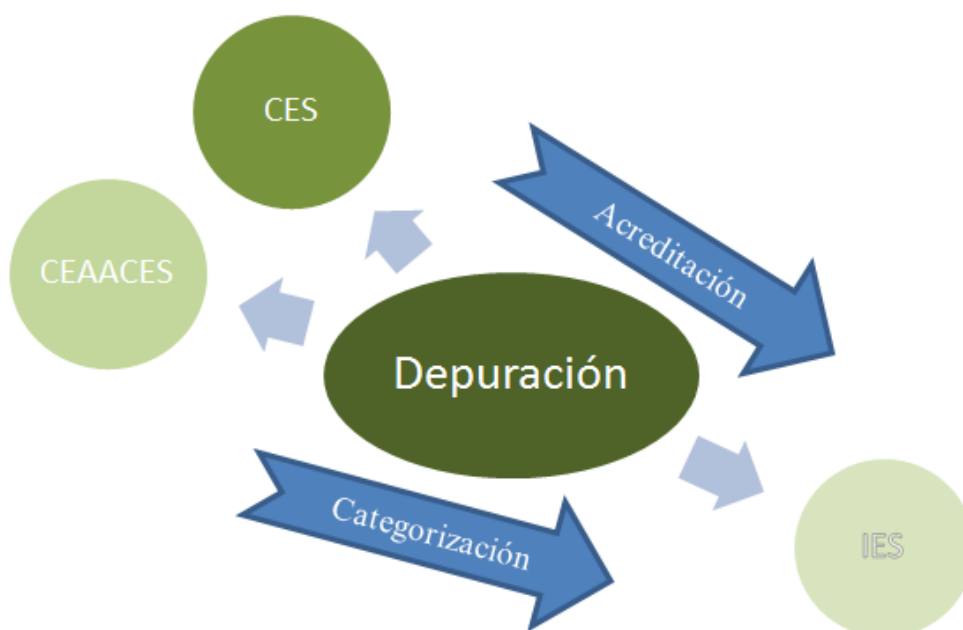 CES
CEAACES
Acreditación
Depuración
Categorización
IES